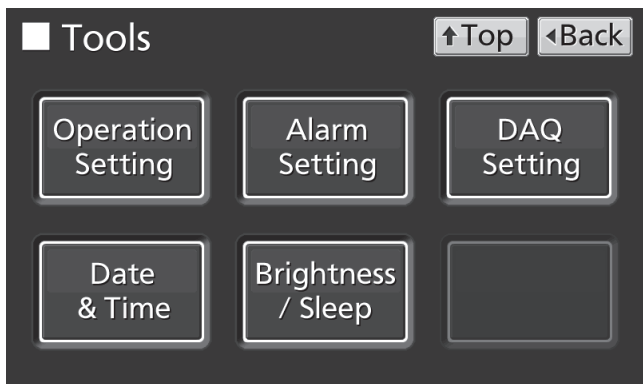 Tools
Top
Back
Operation
Setting
Alarm
Setting
DAQ
Setting
Date
& Time
Brightness
/ Sleep